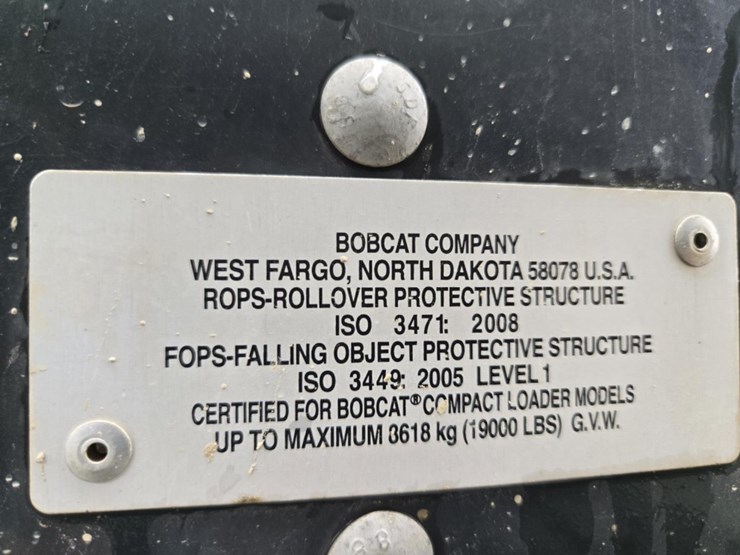 BOBCAT COMPANY
WEST FARGO, NORTH DAKOTA 58078 U.S.A.
ROPS-ROLLOVER PROTECTIVE STRUCTURE
ISO 3471: 2008
FOPS-FALLING OBJECT PROTECTIVE STRUCTURE
ISO 3449: 2005 LEVEL 1
CERTIFIED FOR BOBCAT® COMPACT LOADER MODELS
UP TO MAXIMUM 8618 kg (19000 LBS) G.V.W.